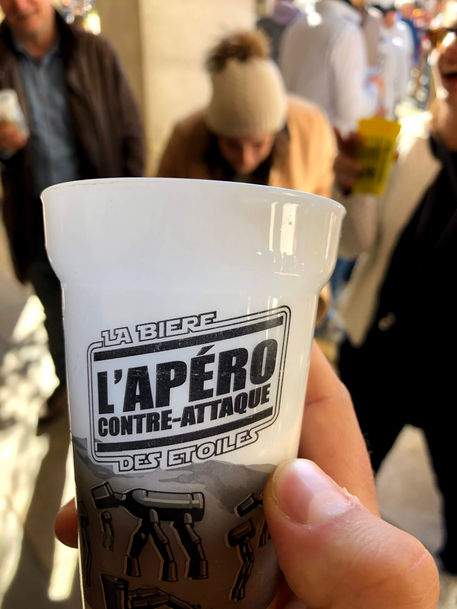 LA BIERE
L'APÉRO
CONTRE-ATTAQUE
DES ETOILES